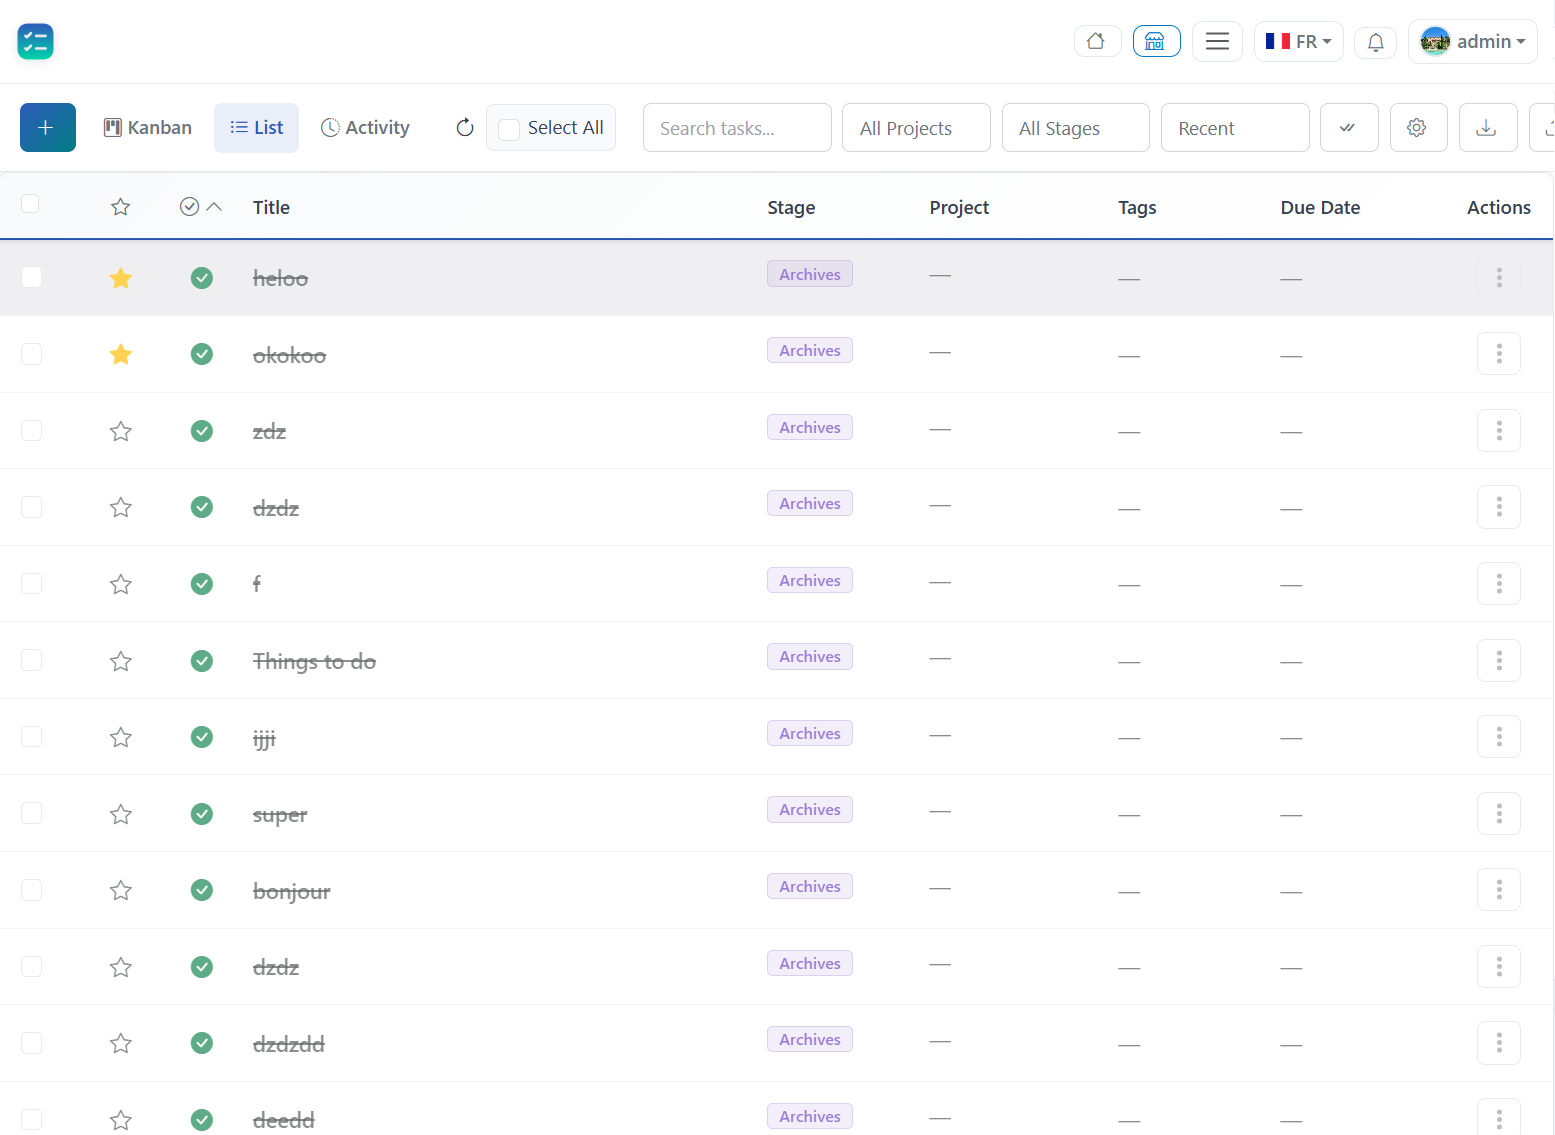 FR admin
+ Kanban List Activity Select All Search tasks... All Projects All Stages Recent
Title Stage Project Tags Due Date Actions
heloo Archives — — —
okokoo Archives — — —
zdz Archives — — —
dzdz Archives — — —
f Archives — — —
Things to do Archives — — —
ijji Archives — — —
super Archives — — —
bonjour Archives — — —
dzdz Archives — — —
dzdzdd Archives — — —
deedd Archives — — —